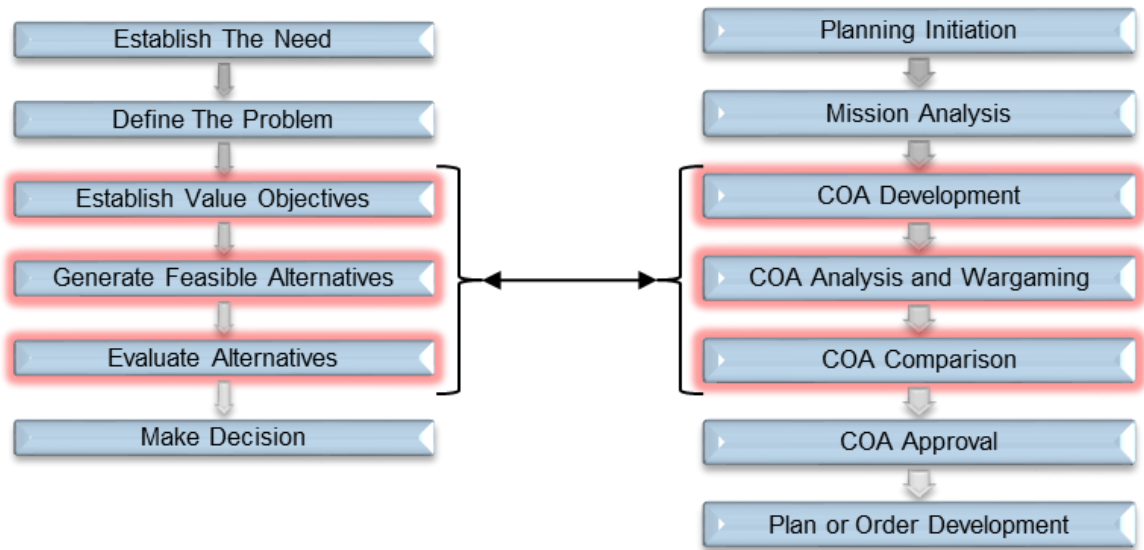 Establish The Need
Define The Problem
Establish Value Objectives
Generate Feasible Alternatives
Evaluate Alternatives
Make Decision
Planning Initiation
Mission Analysis
COA Development
COA Analysis and Wargaming
COA Comparison
COA Approval
Plan or Order Development